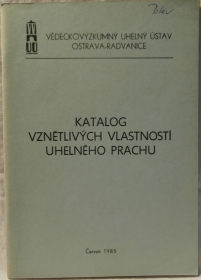 VĚDECKOVÝZKUMNÝ UHELNÝ ÚSTAV
OSTRAVA-RADVANICE
KATALOG
VZNĚTLIVÝCH VLASTNOSTÍ
UHELNÉHO PRACHU
Červen 1985